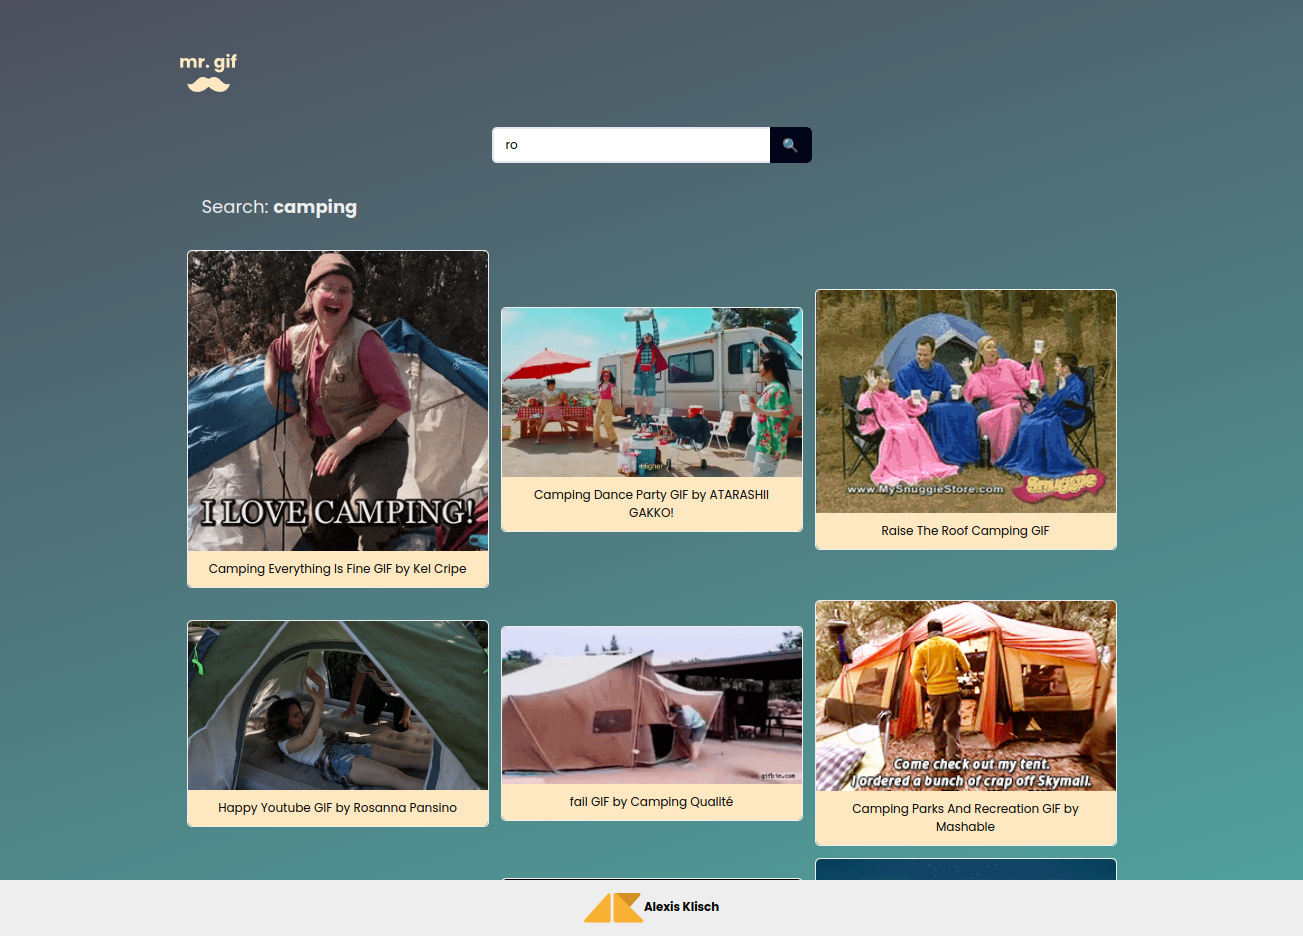 mr. gif
ro
Search: camping
I LOVE CAMPING!
Camping Everything Is Fine GIF by Kel Cripe
Higher
Camping Dance Party GIF by ATARASHII
GAKKO!
www.MySnuggieStore.com
Snuggie
Raise The Roof Camping GIF
Happy Youtube GIF by Rosanna Pansino
gifbin.com
fail GIF by Camping Qualité
Come check out my tent.
I ordered a bunch of crap off Skymall.
Camping Parks And Recreation GIF by
Mashable
Alexis Klisch